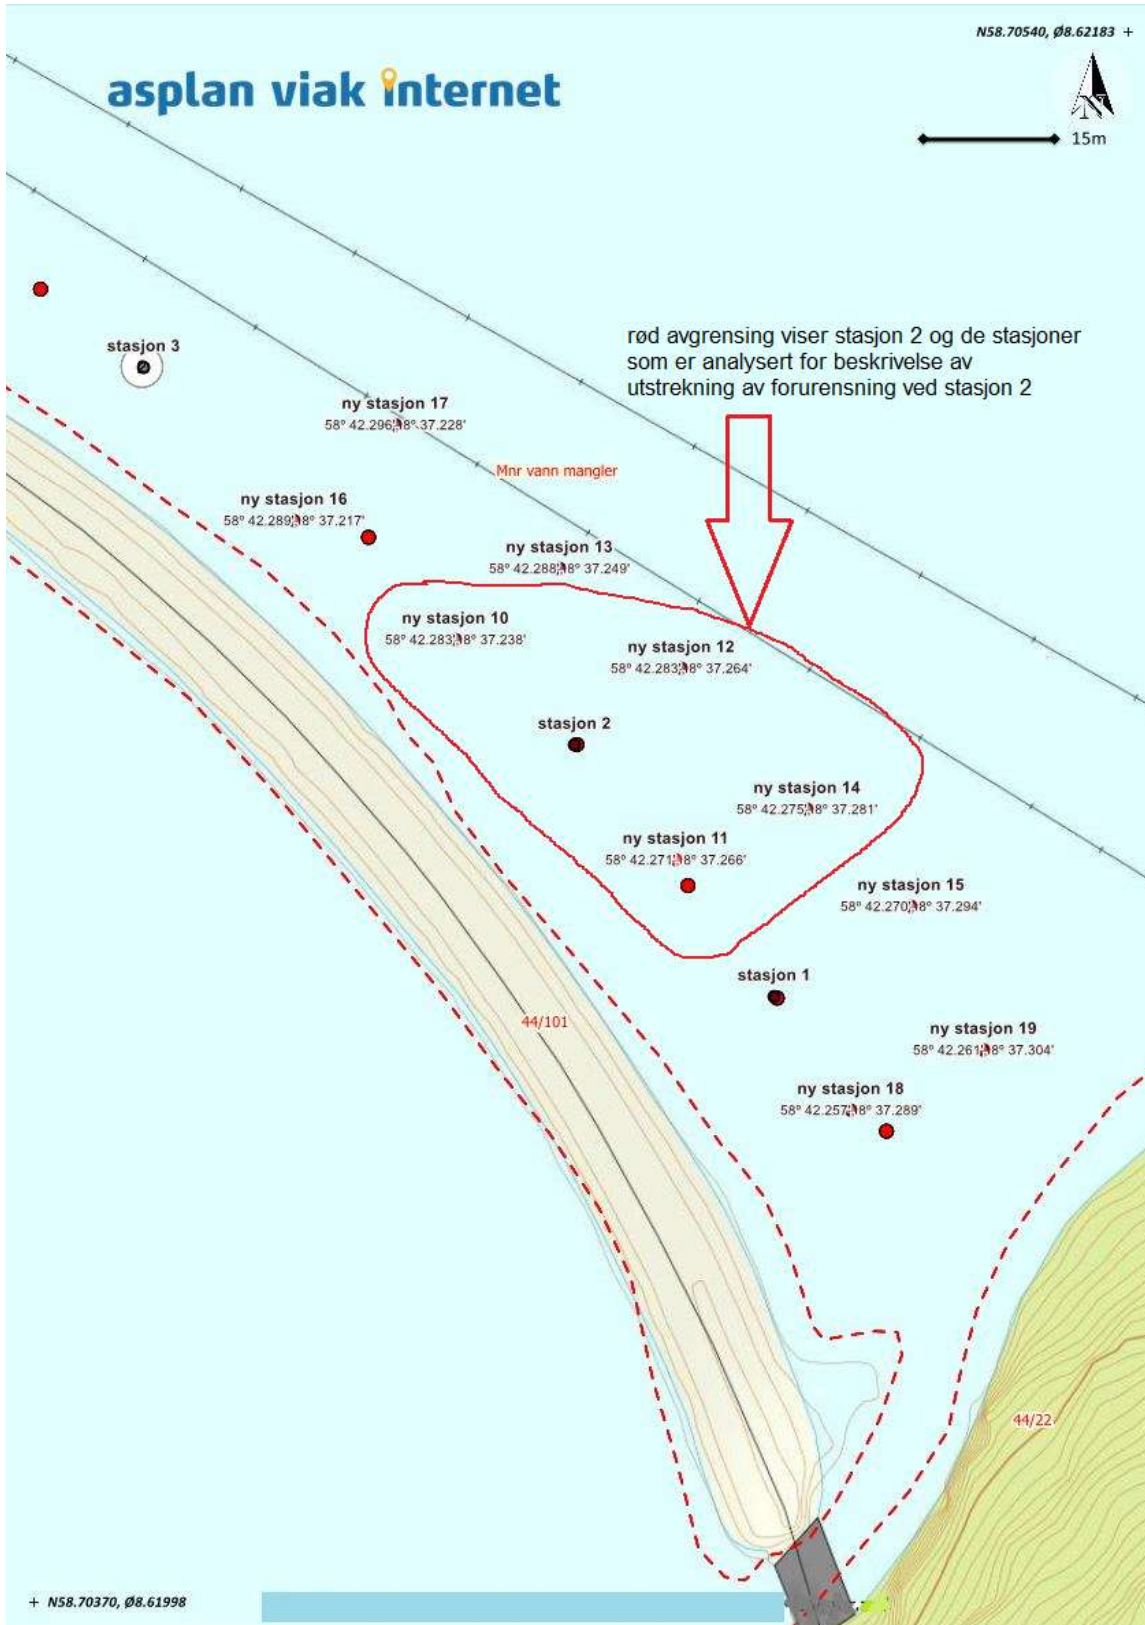 N58.70540, Ø8.62183 +
asplan viak internet
N
15m
rød avgrensing viser stasjon 2 og de stasjoner
som er analysert for beskrivelse av
utstrekning av forurensning ved stasjon 2
stasjon 3
ny stasjon 17
58° 42.296' 8° 37.228'
Mnr vann mangler
ny stasjon 16
58° 42.289' 8° 37.217'
ny stasjon 13
58° 42.288' 8° 37.249'
ny stasjon 10
58° 42.283' 8° 37.238'
ny stasjon 12
58° 42.283' 8° 37.264'
stasjon 2
ny stasjon 14
58° 42.275' 8° 37.281'
ny stasjon 11
58° 42.271' 8° 37.266'
ny stasjon 15
58° 42.270' 8° 37.294'
stasjon 1
44/101
ny stasjon 19
58° 42.261' 8° 37.304'
ny stasjon 18
58° 42.257' 8° 37.289'
44/22
+ N58.70370, Ø8.61998